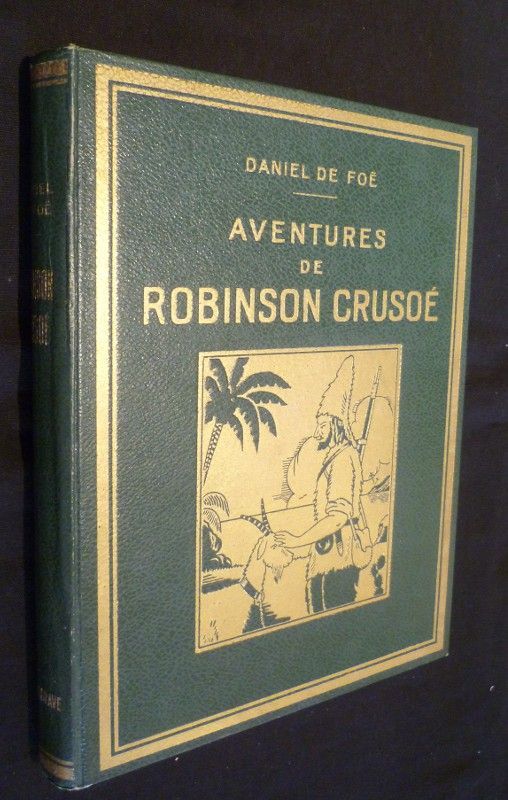 DANIEL DE FOË
AVENTURES
DE
ROBINSON CRUSOÉ